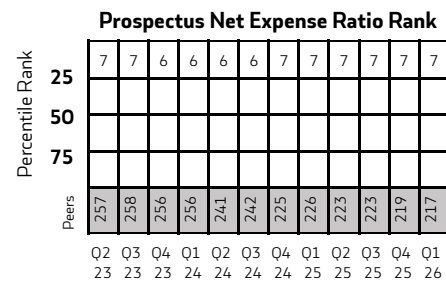 Prospectus Net Expense Ratio Rank
Percentile Rank
7 7 6 6 6 6 7 7 7 7 7 7
25
50
75
Peers
257 258 256 256 241 242 225 226 223 223 219 217
Q2 Q3 Q4 Q1 Q2 Q3 Q4 Q1 Q2 Q3 Q4 Q1
23 23 23 24 24 24 24 25 25 25 25 26